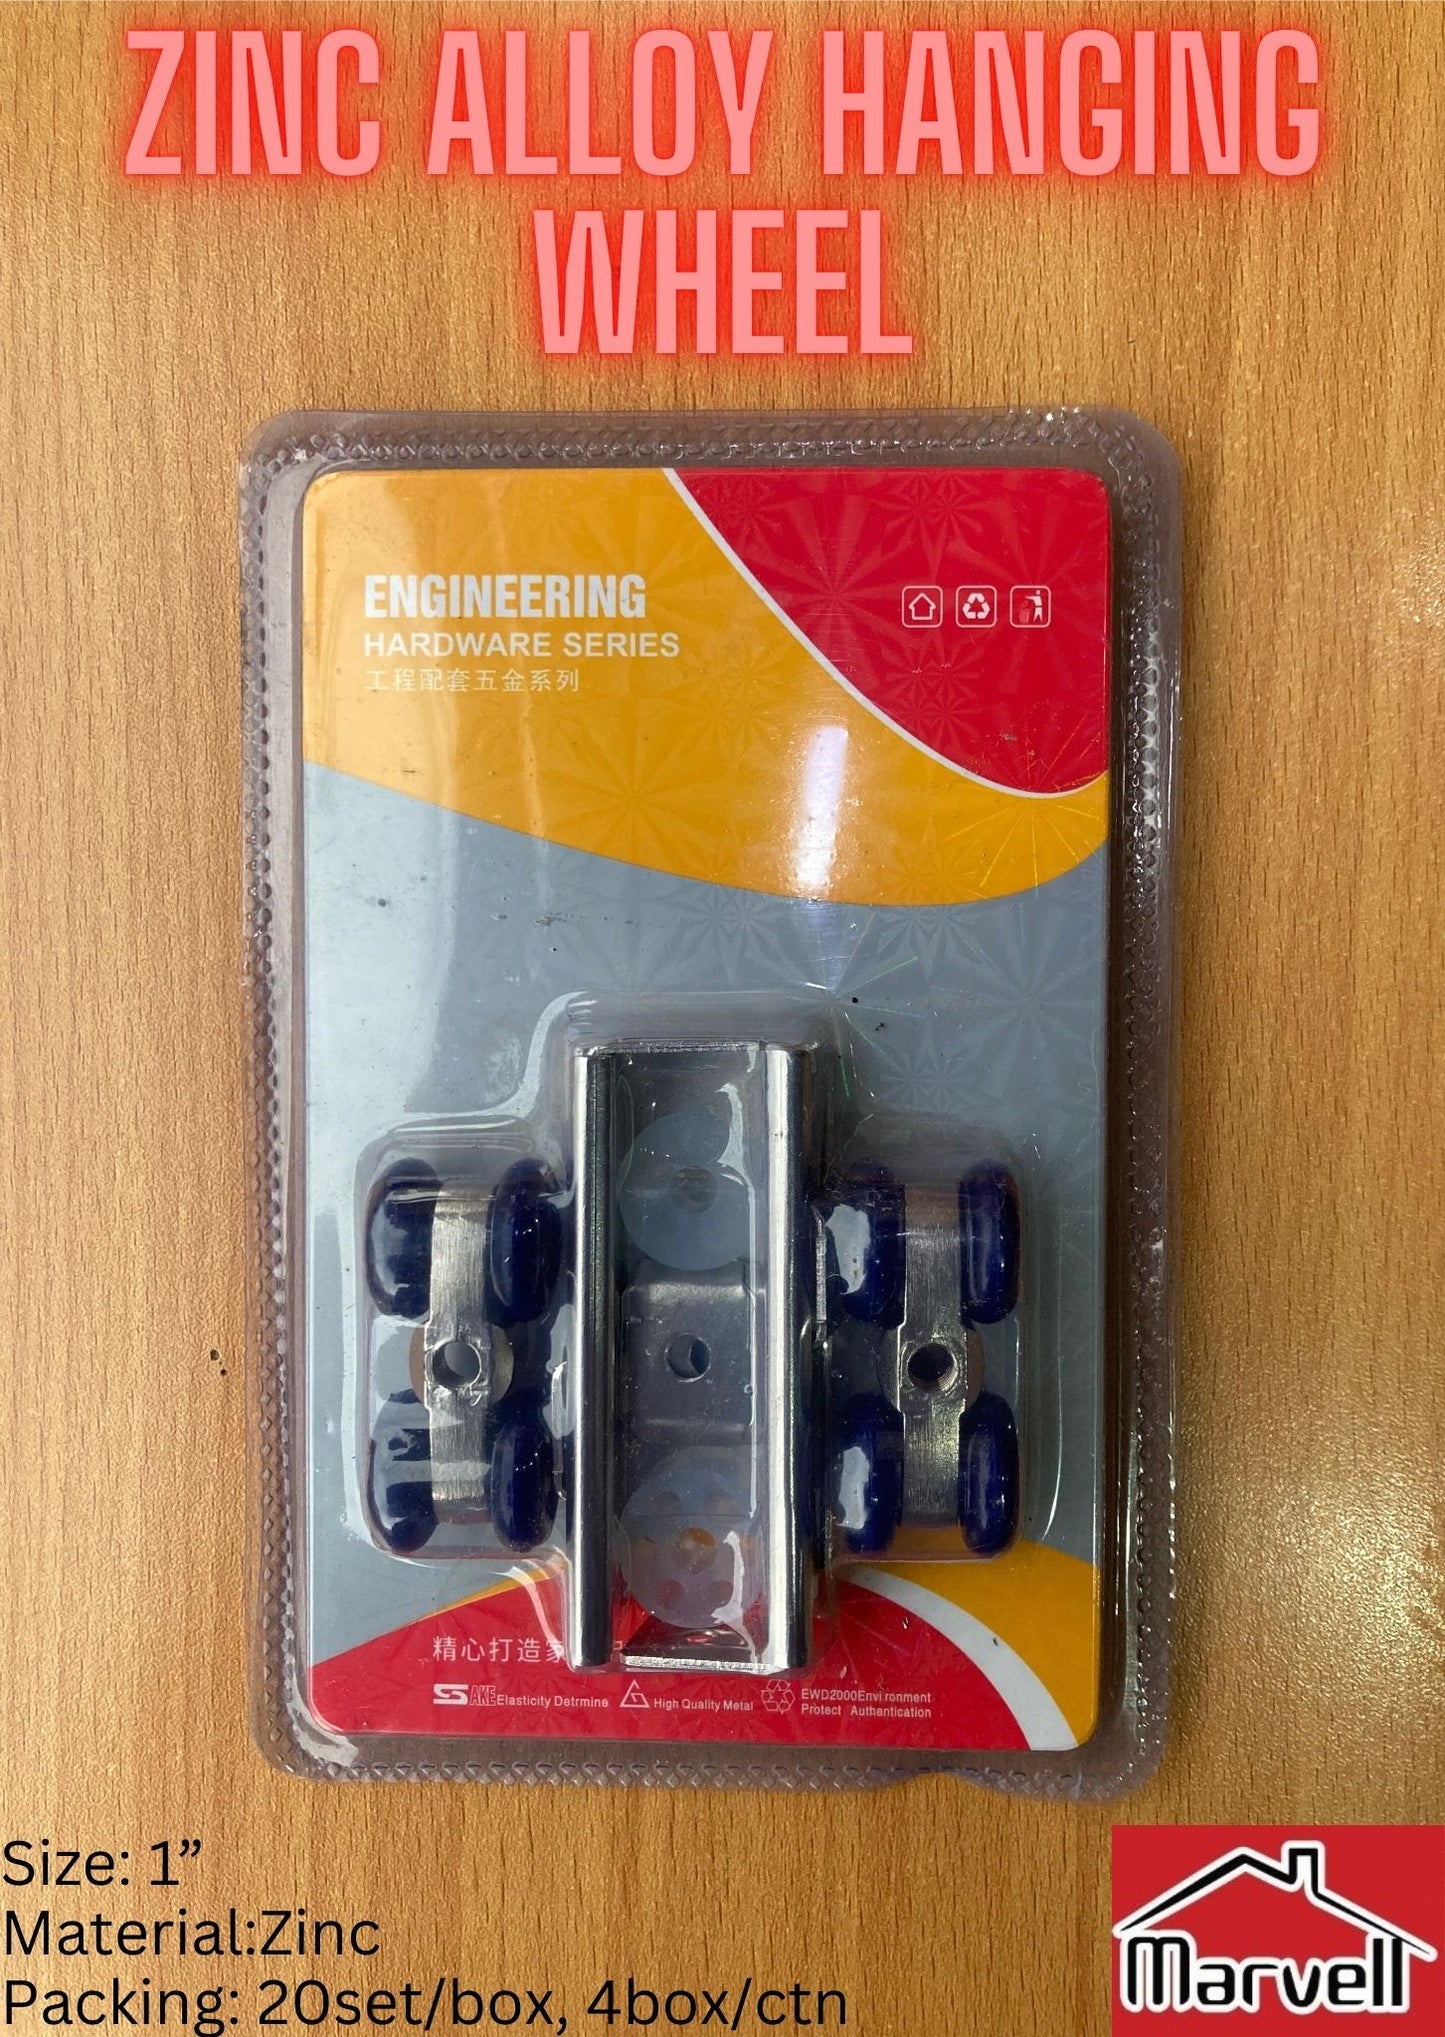 ZINC ALLOY HANGING
WHEEL
ENGINEERING
HARDWARE SERIES
工程配套五金系列
精心打造家
SAKE Elasticity Detrmine
High Quality Metal
EWD2000Envi ronment
Protect Authentication
Size: 1”
Material:Zinc
Packing: 20set/box, 4box/ctn
Marvell